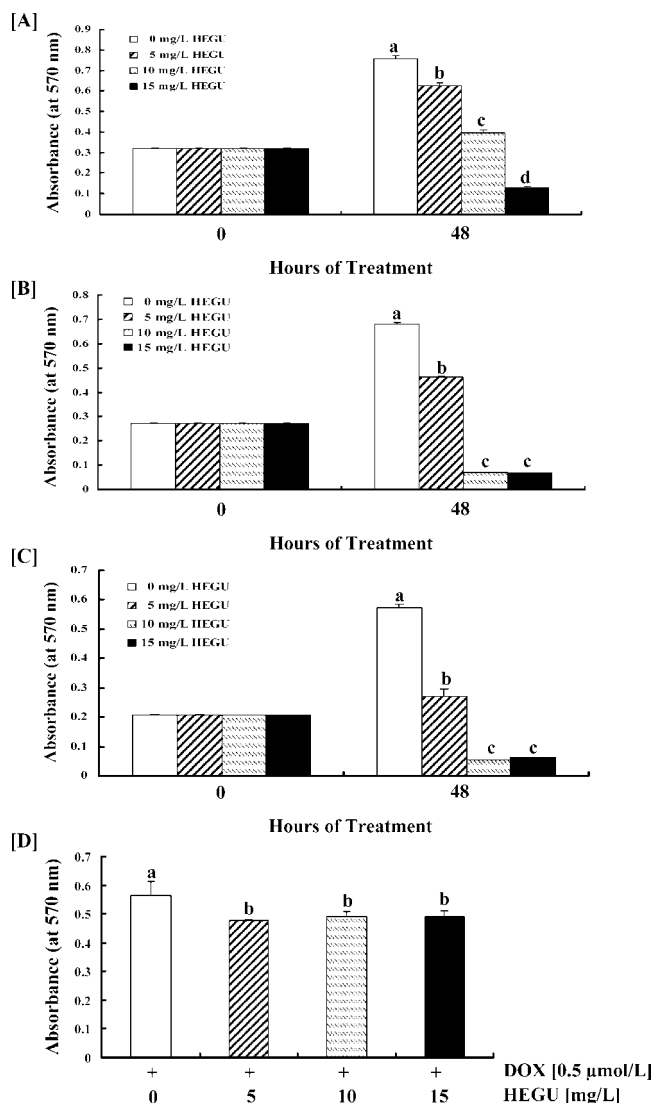 [A]
Absorbance (at 570 nm)
0.9
0.8
0.7
0.6
0.5
0.4
0.3
0.2
0.1
0
0 mg/L HEGU
5 mg/L HEGU
10 mg/L HEGU
15 mg/L HEGU
a
b
c
d
0 48
Hours of Treatment
[B]
Absorbance (at 570 nm)
0.8
0.7
0.6
0.5
0.4
0.3
0.2
0.1
0
0 mg/L HEGU
5 mg/L HEGU
10 mg/L HEGU
15 mg/L HEGU
a
b
c c
0 48
Hours of Treatment
[C]
Absorbance (at 570 nm)
0.7
0.6
0.5
0.4
0.3
0.2
0.1
0
0 mg/L HEGU
5 mg/L HEGU
10 mg/L HEGU
15 mg/L HEGU
a
b
c c
0 48
Hours of Treatment
[D]
Absorbance (at 570 nm)
0.7
0.6
0.5
0.4
0.3
0.2
0.1
0
a
b b b
+ + + + DOX [0.5 µmol/L]
0 5 10 15 HEGU [mg/L]